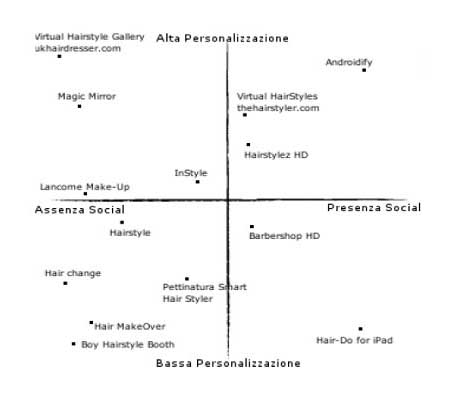 Virtual Hairstyle Gallery
ukhairdresser.com
Alta Personalizzazione
Androidify
Magic Mirror
Virtual HairStyles
thehairstyler.com
Hairstylez HD
InStyle
Lancome Make-Up
Assenza Social
Presenza Social
Hairstyle
Barbershop HD
Hair change
Pettinatura Smart
Hair Styler
Hair MakeOver
Hair-Do for iPad
Boy Hairstyle Booth
Bassa Personalizzazione